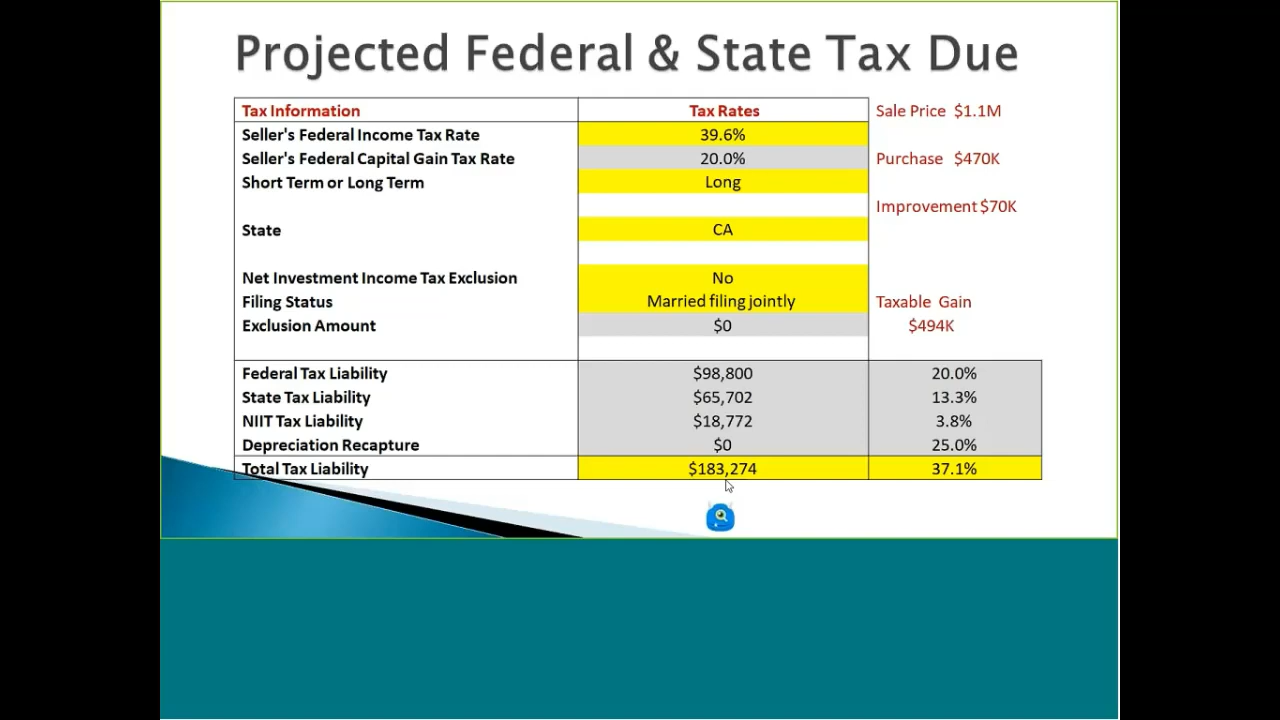 Projected Federal & State Tax Due
Tax Information Tax Rates Sale Price $1.1M
Seller's Federal Income Tax Rate 39.6%
Seller's Federal Capital Gain Tax Rate 20.0% Purchase $470K
Short Term or Long Term Long
Improvement $70K
State CA
Net Investment Income Tax Exclusion No
Filing Status Married filing jointly Taxable Gain
Exclusion Amount $0 $494K
Federal Tax Liability $98,800 20.0%
State Tax Liability $65,702 13.3%
NIIT Tax Liability $18,772 3.8%
Depreciation Recapture $0 25.0%
Total Tax Liability $183,274 37.1%